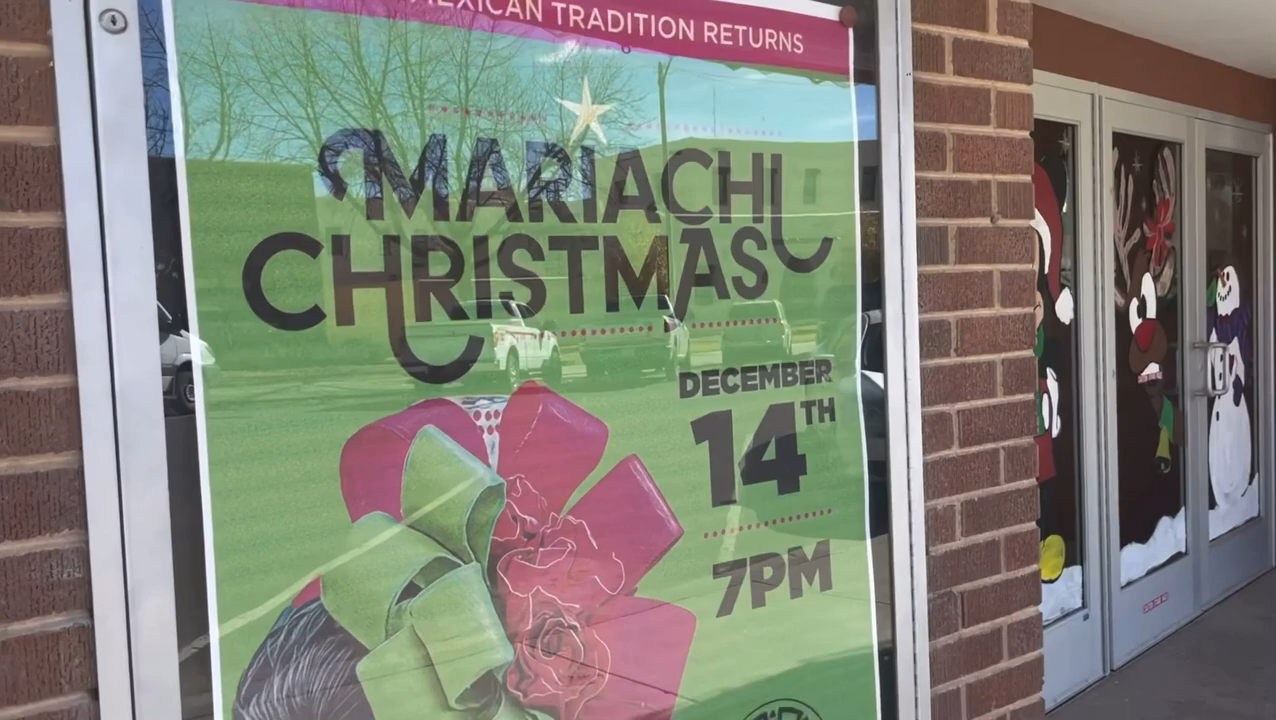 MEXICAN TRADITION RETURNS
MARIACHI
CHRISTMAS
DECEMBER
14TH
7PM